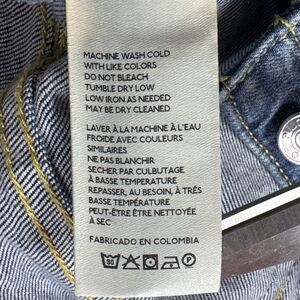 MACHINE WASH COLD
WITH LIKE COLORS
DO NOT BLEACH
TUMBLE DRY LOW
LOW IRON AS NEEDED
MAY BE DRY CLEANED
LAVER À LA MACHINE À L'EAU
FROIDE AVEC COULEURS
SIMILAIRES
NE PAS BLANCHIR
SECHER PAR CULBUTAGE
À BASSE TEMPERATURE
REPASSER, AU BESOIN, À TRÈS
BASSE TEMPÉRATURE
PEUT-ÊTRE ÊTRE NETTOYÉE
À SEC
FABRICADO EN COLOMBIA